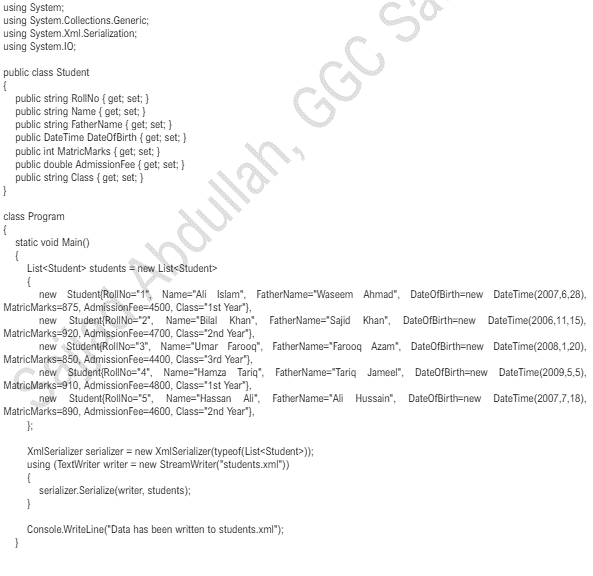 using System;
using System.Collections.Generic;
using System.Xml.Serialization;
using System.IO;

public class Student
{
public string RollNo { get; set; }
public string Name { get; set; }
public string FatherName { get; set; }
public DateTime DateOfBirth { get; set; }
public int MatricMarks { get; set; }
public double AdmissionFee { get; set; }
public string Class { get; set; }
}

class Program
{
static void Main()
{
List<Student> students = new List<Student>
{
new Student{RollNo="1", Name="Ali Islam", FatherName="Waseem Ahmad", DateOfBirth=new DateTime(2007,6,28),
MatricMarks=875, AdmissionFee=4500, Class="1st Year"},
new Student{RollNo="2", Name="Bilal Khan", FatherName="Sajid Khan", DateOfBirth=new DateTime(2006,11,15),
MatricMarks=920, AdmissionFee=4700, Class="2nd Year"},
new Student{RollNo="3", Name="Umar Farooq", FatherName="Farooq Azam", DateOfBirth=new DateTime(2008,1,20),
MatricMarks=850, AdmissionFee=4400, Class="3rd Year"},
new Student{RollNo="4", Name="Hamza Tariq", FatherName="Tariq Jameel", DateOfBirth=new DateTime(2009,5,5),
MatricMarks=910, AdmissionFee=4800, Class="1st Year"},
new Student{RollNo="5", Name="Hassan Ali", FatherName="Ali Hussain", DateOfBirth=new DateTime(2007,7,18),
MatricMarks=890, AdmissionFee=4600, Class="2nd Year"},
};

XmlSerializer serializer = new XmlSerializer(typeof(List<Student>));
using (TextWriter writer = new StreamWriter("students.xml"))
{
serializer.Serialize(writer, students);
}

Console.WriteLine("Data has been written to students.xml");
}
Abdullah, GGC